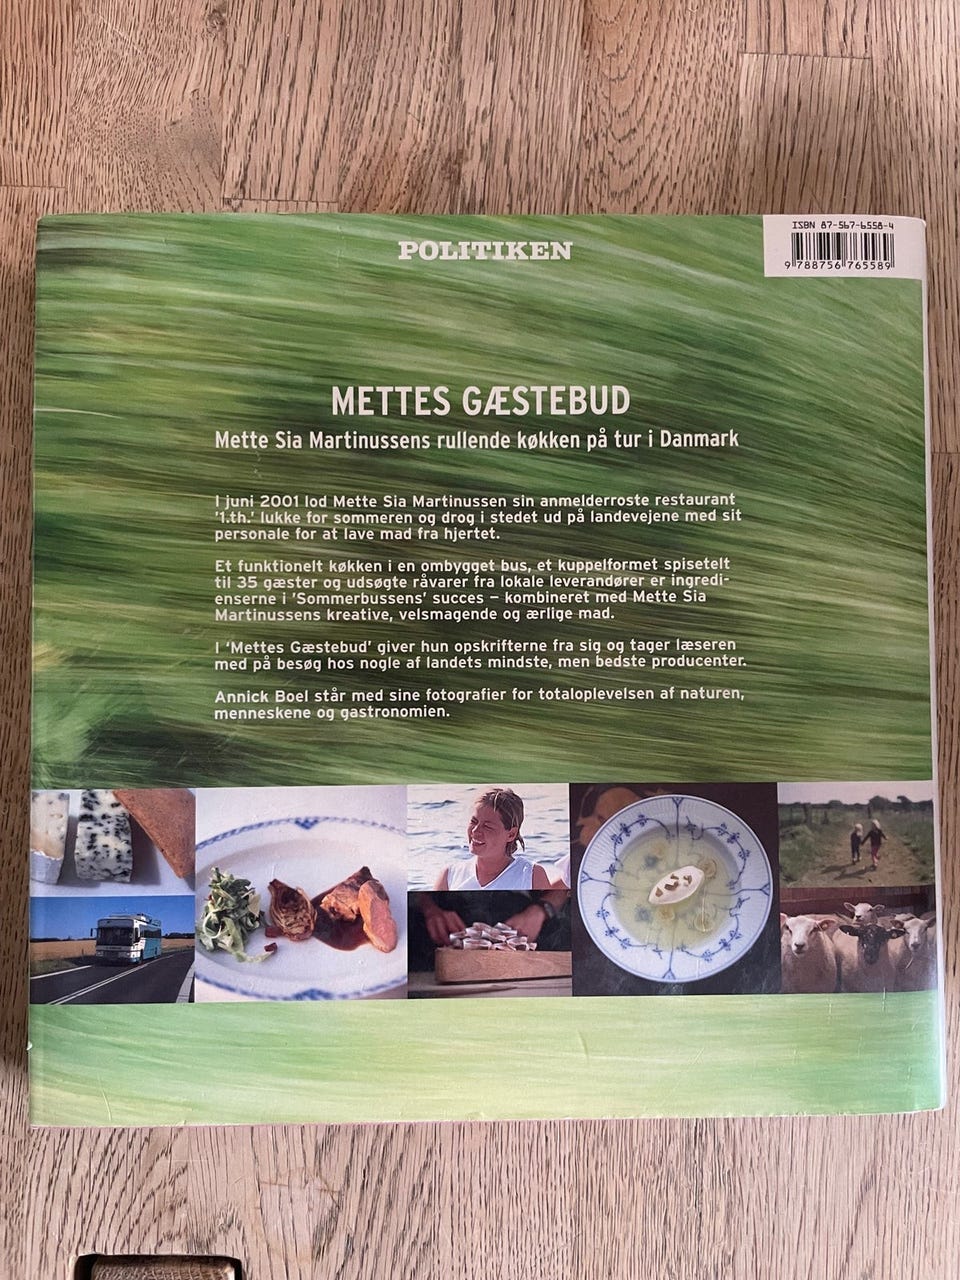 ISBN 87-567-6558-4
9 788756 765589
POLITIKEN
METTES GÆSTEBUD
Mette Sia Martinussens rullende køkken på tur i Danmark
I juni 2001 lod Mette Sia Martinussen sin anmelderroste restaurant
'1.th.' lukke for sommeren og drog i stedet ud på landevejene med sit
personale for at lave mad fra hjertet.
Et funktionelt køkken i en ombygget bus, et kuppelformet spisetelt
til 35 gæster og udsøgte råvarer fra lokale leverandører er ingredi-
enserne i 'Sommerbussens' succes – kombineret med Mette Sia
Martinussens kreative, velsmagende og ærlige mad.
I 'Mettes Gæstebud' giver hun opskrifterne fra sig og tager læseren
med på besøg hos nogle af landets mindste, men bedste producenter.
Annick Boel står med sine fotografier for totaloplevelsen af naturen,
menneskene og gastronomien.